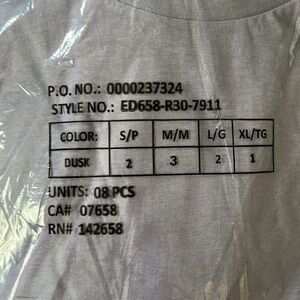 P.O. NO.: 0000237324
STYLE NO.: ED658-R30-7911
COLOR: S/P M/M L/G XL/TG
DUSK 2 3 2 1
UNITS: 08 PCS
CA# 07658
RN# 142658